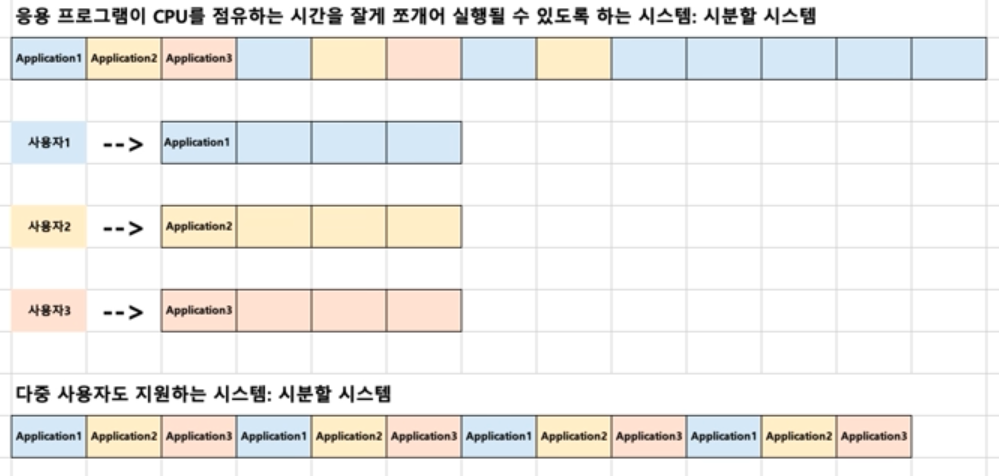 응용 프로그램이 CPU를 점유하는 시간을 잘게 쪼개어 실행될 수 있도록 하는 시스템: 시분할 시스템
Application1 Application2 Application3
사용자1 --> Application1
사용자2 --> Application2
사용자3 --> Application3
다중 사용자도 지원하는 시스템: 시분할 시스템
Application1 Application2 Application3 Application1 Application2 Application3 Application1 Application2 Application3 Application1 Application2 Application3